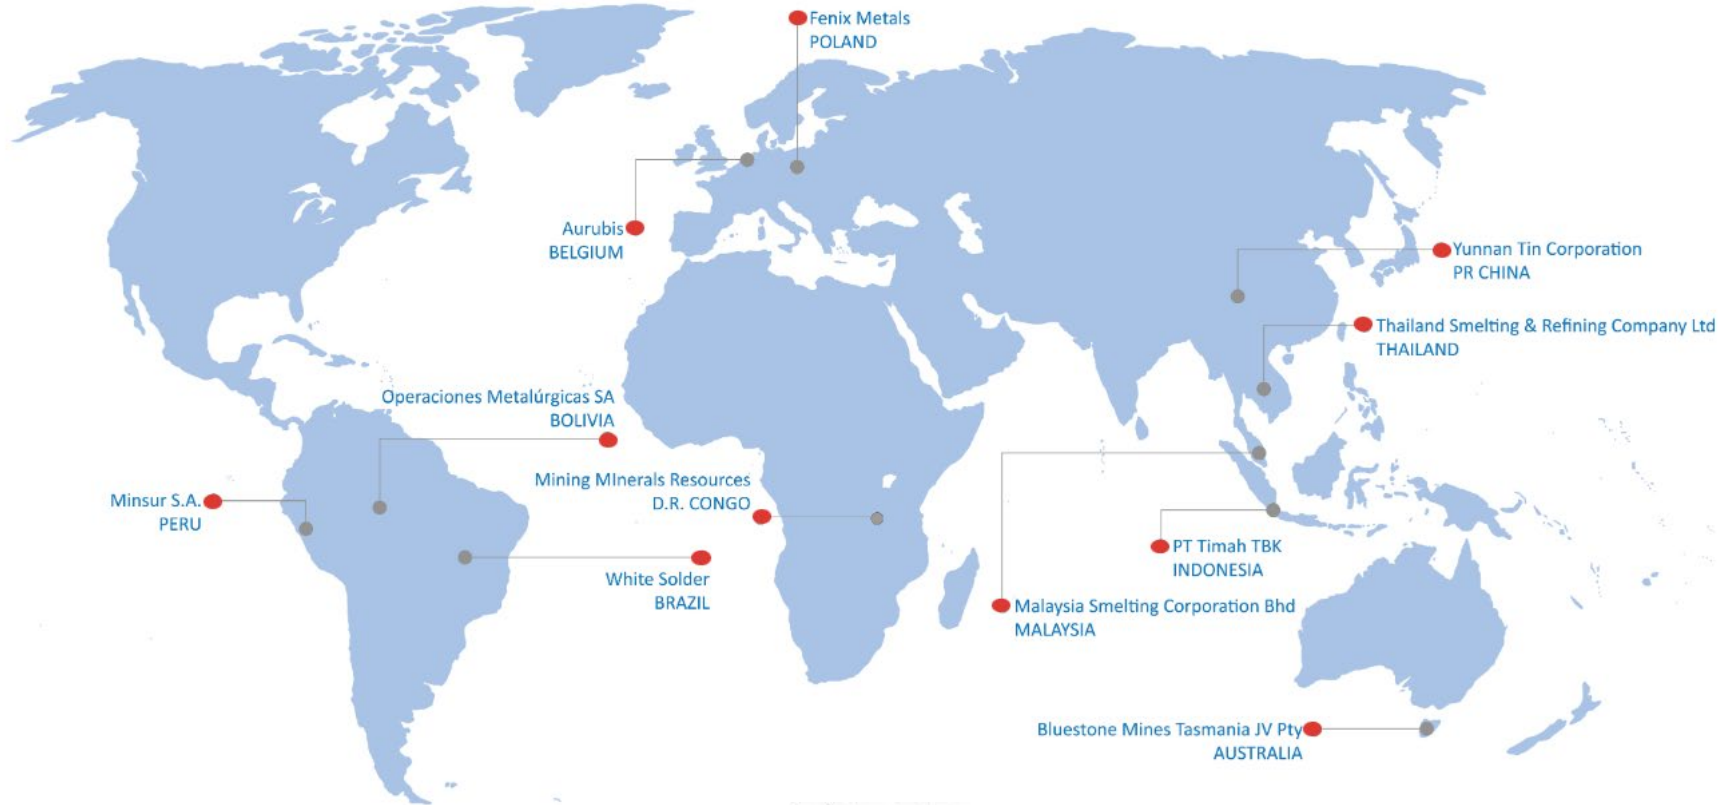 Fenix Metals
POLAND
Aurubis
BELGIUM
Yunnan Tin Corporation
PR CHINA
Thailand Smelting & Refining Company Ltd
THAILAND
Operaciones Metalúrgicas SA
BOLIVIA
Mining MInerals Resources
D.R. CONGO
Minsur S.A.
PERU
White Solder
BRAZIL
PT Timah TBK
INDONESIA
Malaysia Smelting Corporation Bhd
MALAYSIA
Bluestone Mines Tasmania JV Pty
AUSTRALIA